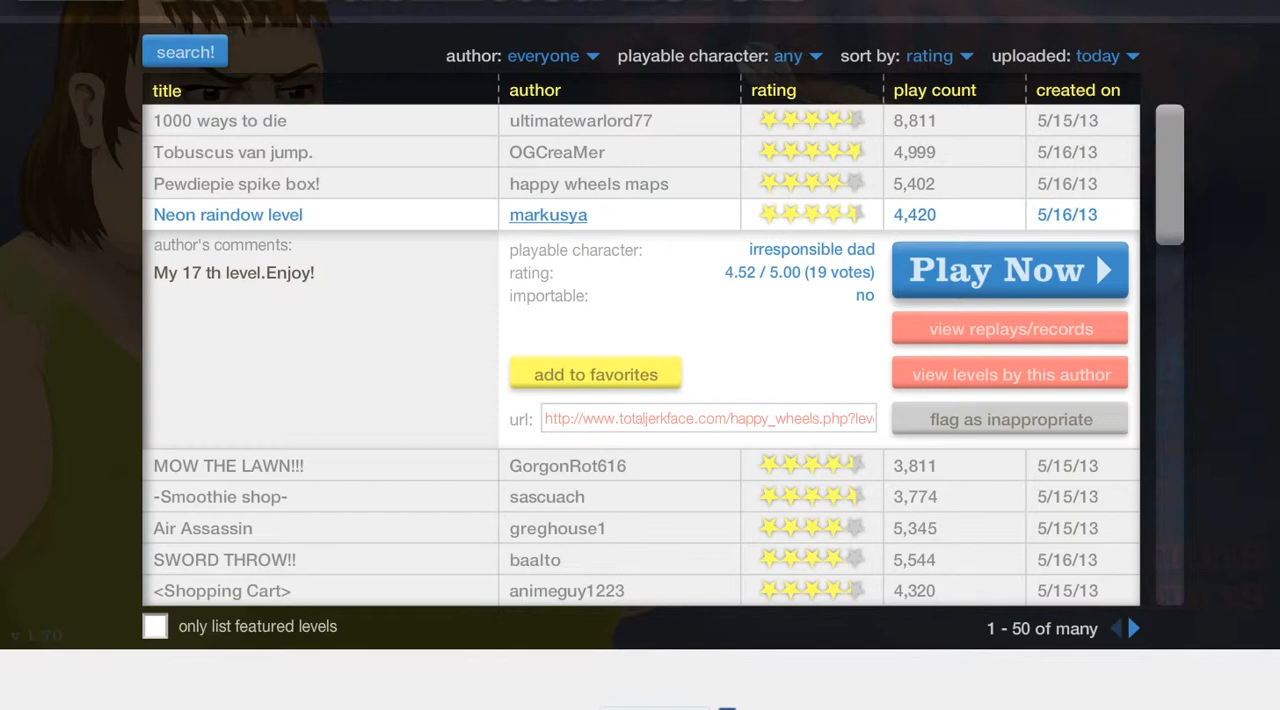 search!
author: everyone playable character: any sort by: rating uploaded: today
title author rating play count created on
1000 ways to die ultimatewarlord77 8,811 5/15/13
Tobuscus van jump. OGCreaMer 4,999 5/16/13
Pewdiepie spike box! happy wheels maps 5,402 5/16/13
Neon raindow level markusya 4,420 5/16/13
author's comments:
My 17 th level.Enjoy!
playable character: irresponsible dad
rating: 4.52 / 5.00 (19 votes)
importable: no
Play Now
view replays/records
add to favorites
view levels by this author
url: http://www.totaljerkface.com/happy_wheels.php?lev
flag as inappropriate
MOW THE LAWN!!! GorgonRot616 3,811 5/15/13
-Smoothie shop- sascuach 3,774 5/15/13
Air Assassin greghouse1 5,345 5/15/13
SWORD THROW!! baalto 5,544 5/16/13
<Shopping Cart> animeguy1223 4,320 5/15/13
only list featured levels
1 - 50 of many
v 1.70